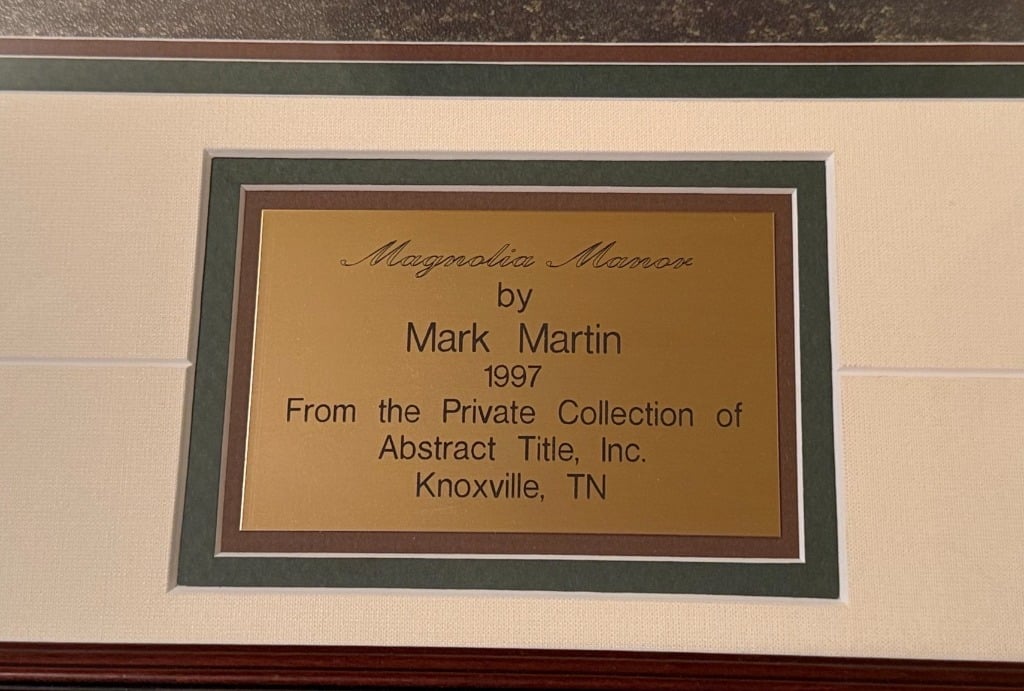 Magnolia Manor
by
Mark Martin
1997
From the Private Collection of
Abstract Title, Inc.
Knoxville, TN